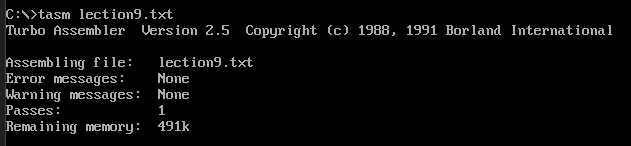 C:\>tasm lection9.txt
Turbo Assembler  Version 2.5  Copyright (c) 1988, 1991 Borland International
Assembling file:   lection9.txt
Error messages:    None
Warning messages:  None
Passes:            1
Remaining memory:  491k